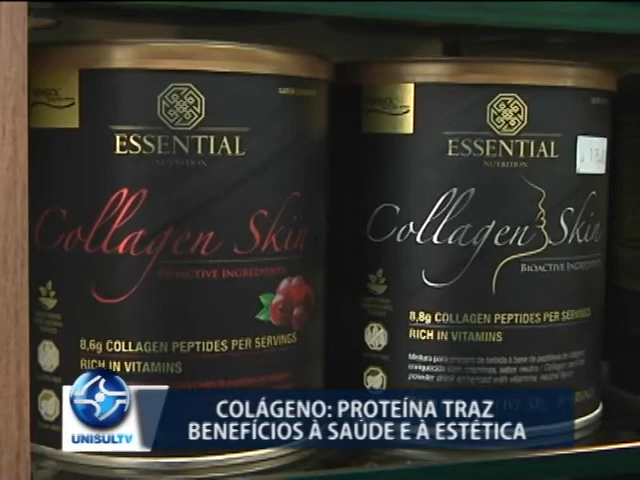 ESSENTIAL
NUTRITION
Collagen Skin
BIOACTIVE INGREDIENTS
8,6g COLLAGEN PEPTIDES PER SERVINGS
RICH IN VITAMINS
ESSENTIAL
NUTRITION
Collagen Skin
BIOACTIVE INGREDIENTS
8,8g COLLAGEN PEPTIDES PER SERVINGS
RICH IN VITAMINS
UNISULTV
COLÁGENO: PROTEÍNA TRAZ
BENEFÍCIOS À SAÚDE E À ESTÉTICA